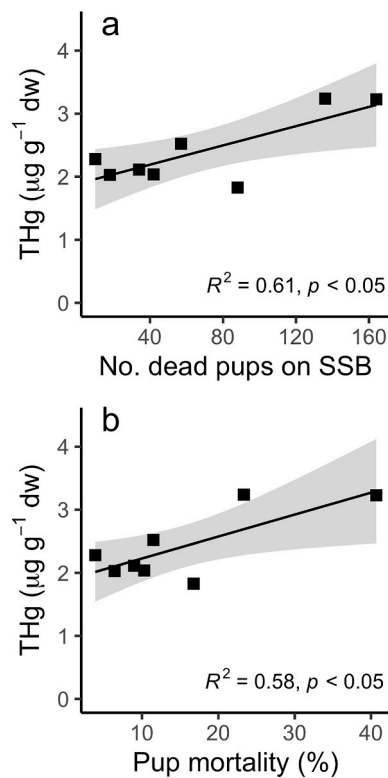 a
THg (μg g⁻¹ dw)
4
3
2
1
0
R² = 0.61, p < 0.05
40 80 120 160
No. dead pups on SSB
b
THg (μg g⁻¹ dw)
4
3
2
1
0
R² = 0.58, p < 0.05
10 20 30 40
Pup mortality (%)